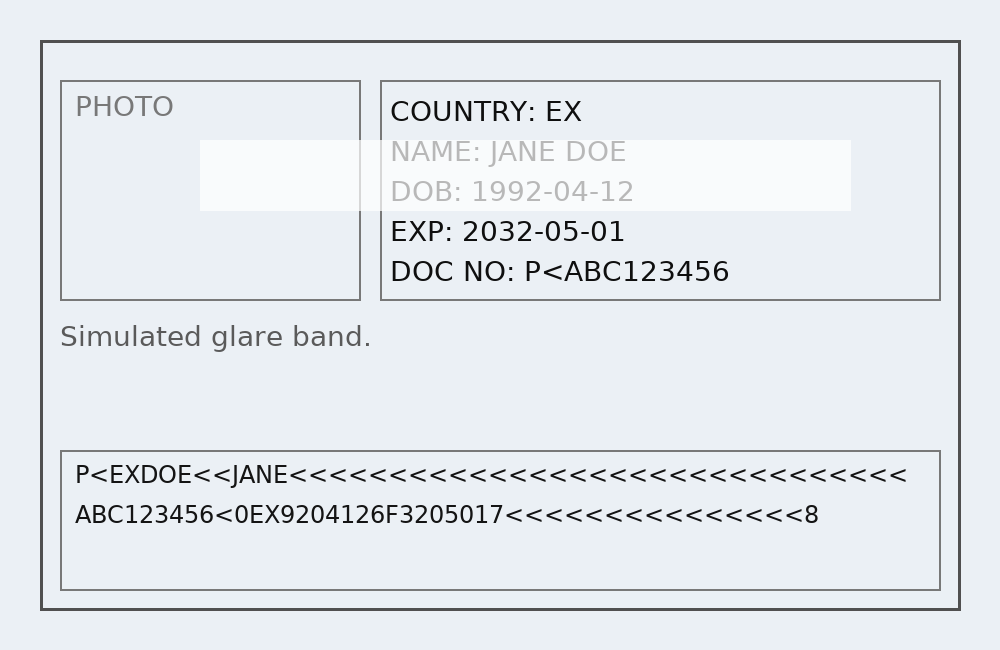 PHOTO
COUNTRY: EX
NAME: JANE DOE
DOB: 1992-04-12
EXP: 2032-05-01
DOC NO: P<ABC123456
Simulated glare band.
P<EXDOE<<JANE<<<<<<<<<<<<<<<<<<<<<<<<<<<<<<<
ABC123456<0EX9204126F3205017<<<<<<<<<<<<<<<8